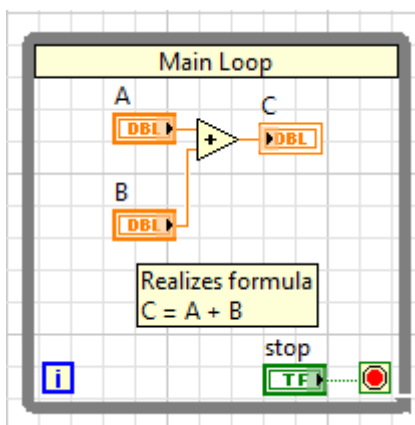 Main Loop
A
C
DBL
+
DBL
B
DBL
Realizes formula
C = A + B
stop
i
TF